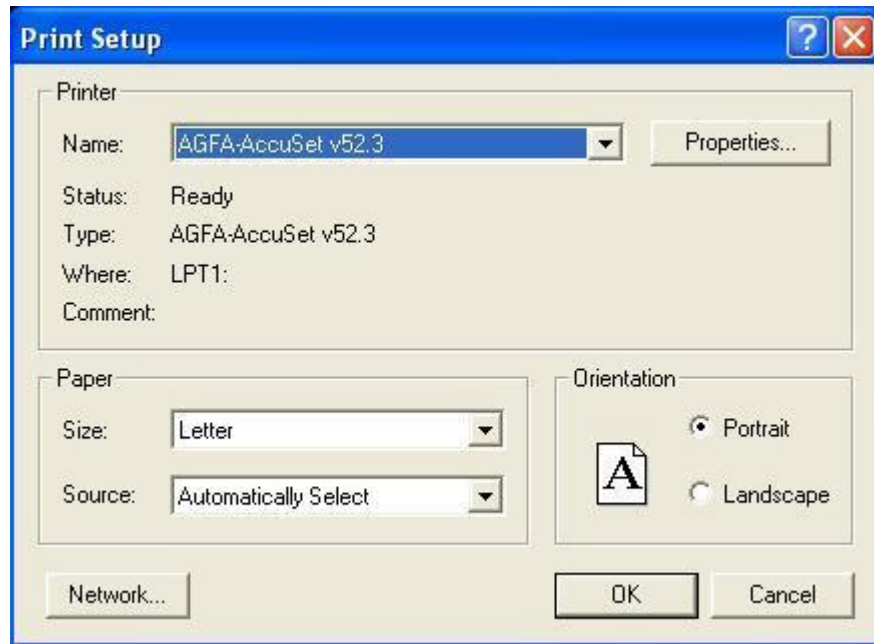 Print Setup
Printer
Name: AGFA-AccuSet v52.3 Properties...
Status: Ready
Type: AGFA-AccuSet v52.3
Where: LPT1:
Comment:
Paper
Size: Letter
Source: Automatically Select
Orientation
A
Portrait
Landscape
Network... OK Cancel